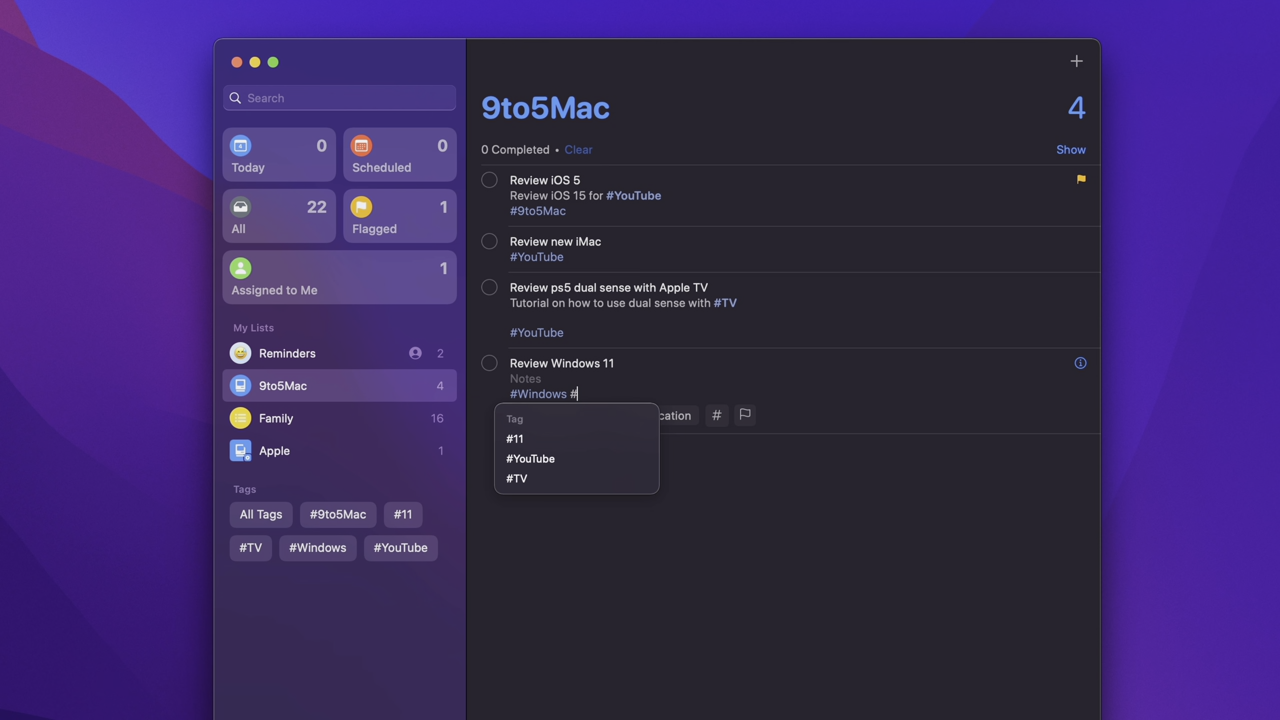 Search
0
Today
0
Scheduled
22
All
1
Flagged
1
Assigned to Me
My Lists
Reminders 2
9to5Mac 4
Family 16
Apple 1
Tags
All Tags #9to5Mac #11
#TV #Windows #YouTube
9to5Mac 4
0 Completed • Clear Show
Review iOS 5
Review iOS 15 for #YouTube
#9to5Mac
Review new iMac
#YouTube
Review ps5 dual sense with Apple TV
Tutorial on how to use dual sense with #TV
#YouTube
Review Windows 11
Notes
#Windows #
cation #
Tag
#11
#YouTube
#TV